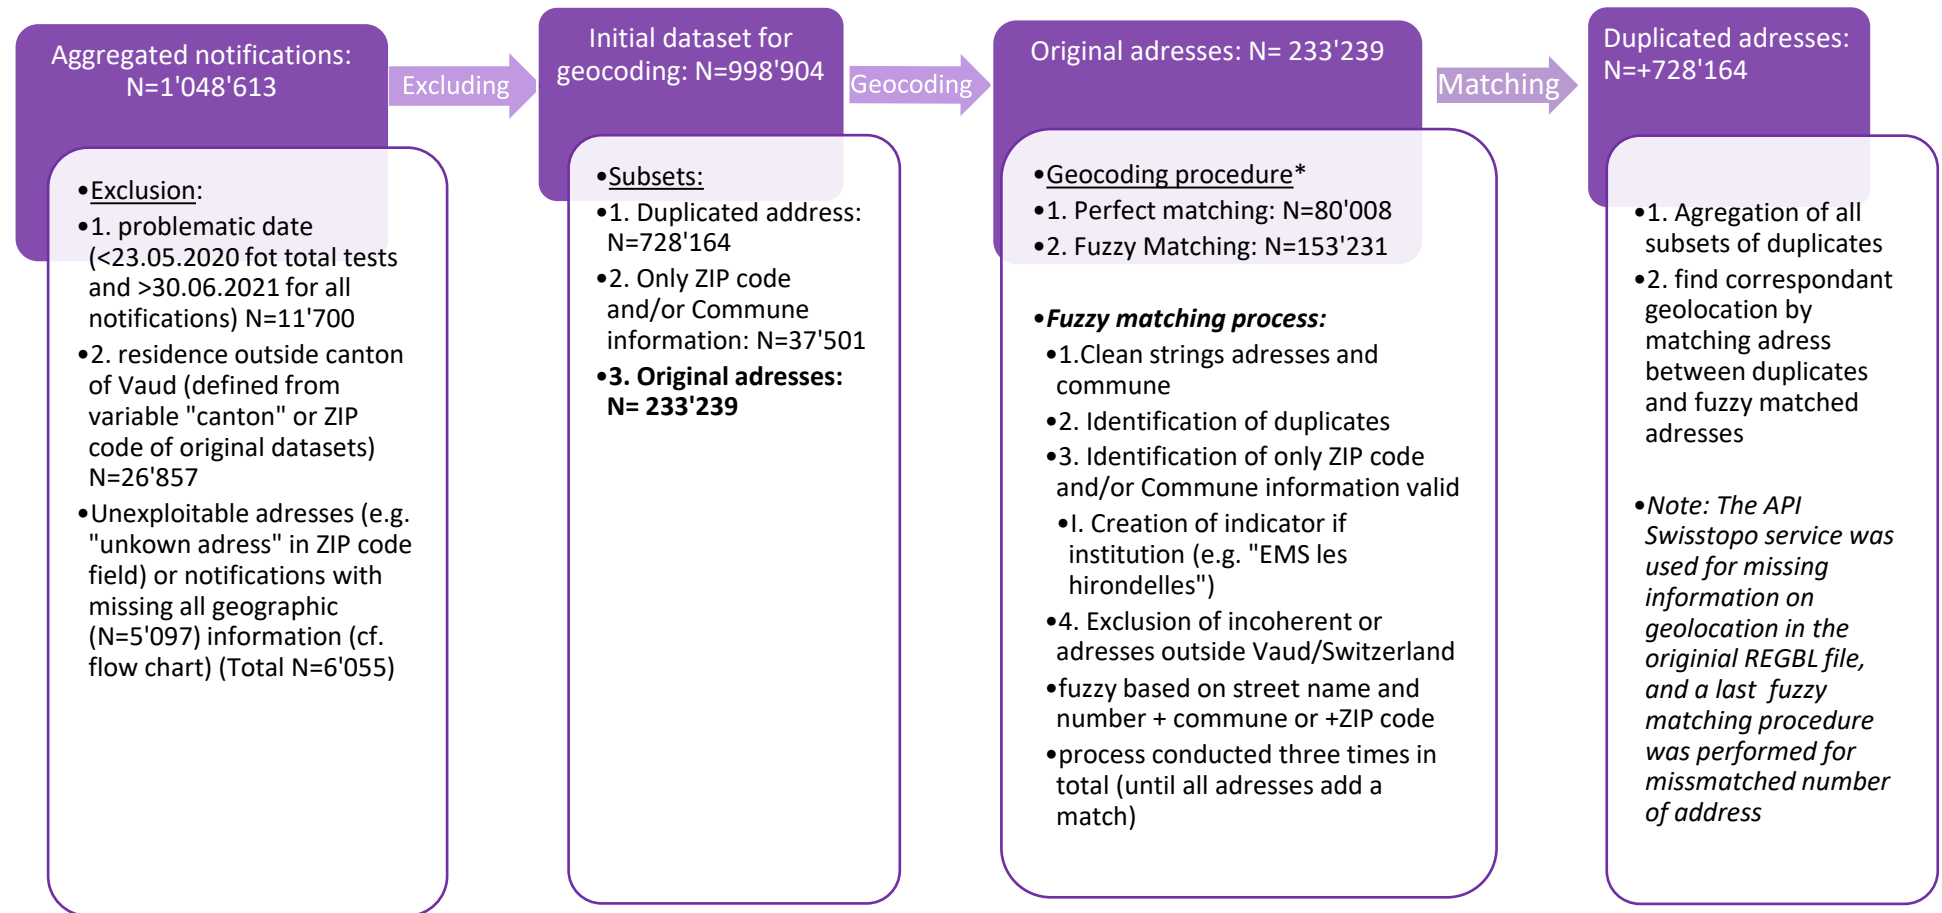 Aggregated notifications:
N=1'048'613
Excluding
•Exclusion:
•1. problematic date
(<23.05.2020 fot total tests
and >30.06.2021 for all
notifications) N=11'700
•2. residence outside canton
of Vaud (defined from
variable "canton" or ZIP
code of original datasets)
N=26'857
•Unexploitable adresses (e.g.
"unkown adress" in ZIP code
field) or notifications with
missing all geographic
(N=5'097) information (cf.
flow chart) (Total N=6'055)
Initial dataset for
geocoding: N=998'904
Geocoding
•Subsets:
•1. Duplicated address:
N=728'164
•2. Only ZIP code
and/or Commune
information: N=37'501
•3. Original adresses:
N= 233'239
Original adresses: N= 233'239
Matching
•Geocoding procedure*
•1. Perfect matching: N=80'008
•2. Fuzzy Matching: N=153'231
•Fuzzy matching process:
•1.Clean strings adresses and
commune
•2. Identification of duplicates
•3. Identification of only ZIP code
and/or Commune information valid
•I. Creation of indicator if
institution (e.g. "EMS les
hirondelles")
•4. Exclusion of incoherent or
adresses outside Vaud/Switzerland
•fuzzy based on street name and
number + commune or +ZIP code
•process conducted three times in
total (until all adresses add a
match)
Duplicated adresses:
N=+728'164
•1. Agregation of all
subsets of duplicates
•2. find correspondant
geolocation by
matching adress
between duplicates
and fuzzy matched
adresses
•Note: The API
Swisstopo service was
used for missing
information on
geolocation in the
originial REGBL file,
and a last fuzzy
matching procedure
was performed for
missmatched number
of address